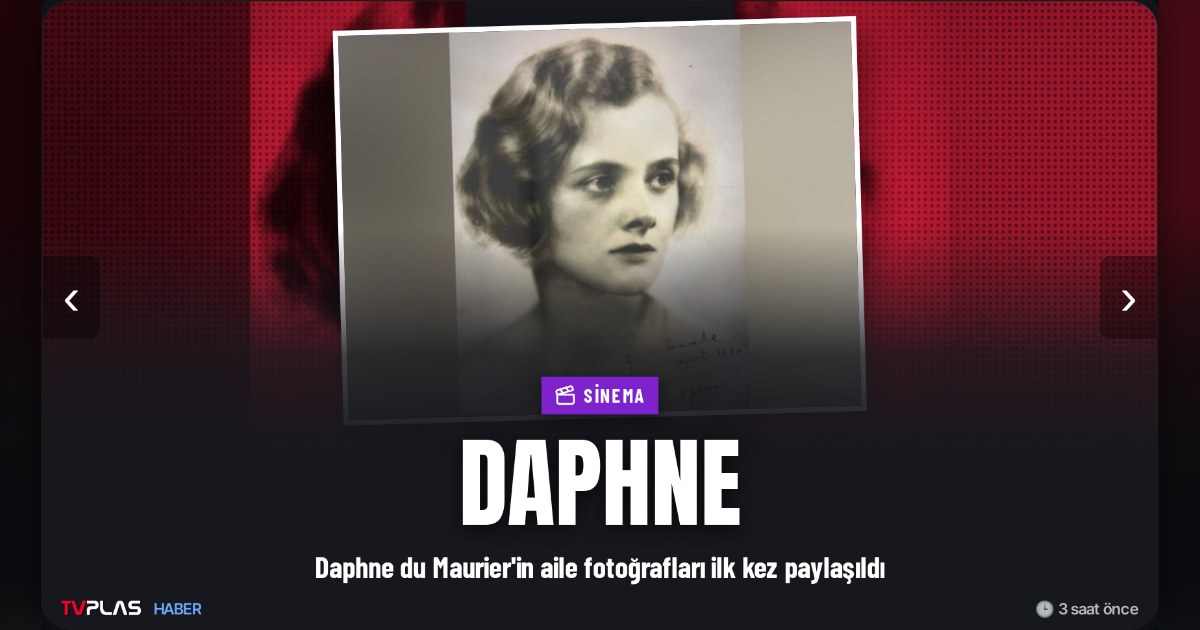 SİNEMA
DAPHNE
Daphne du Maurier'in aile fotoğrafları ilk kez paylaşıldı
TVPLAS HABER
3 saat önce